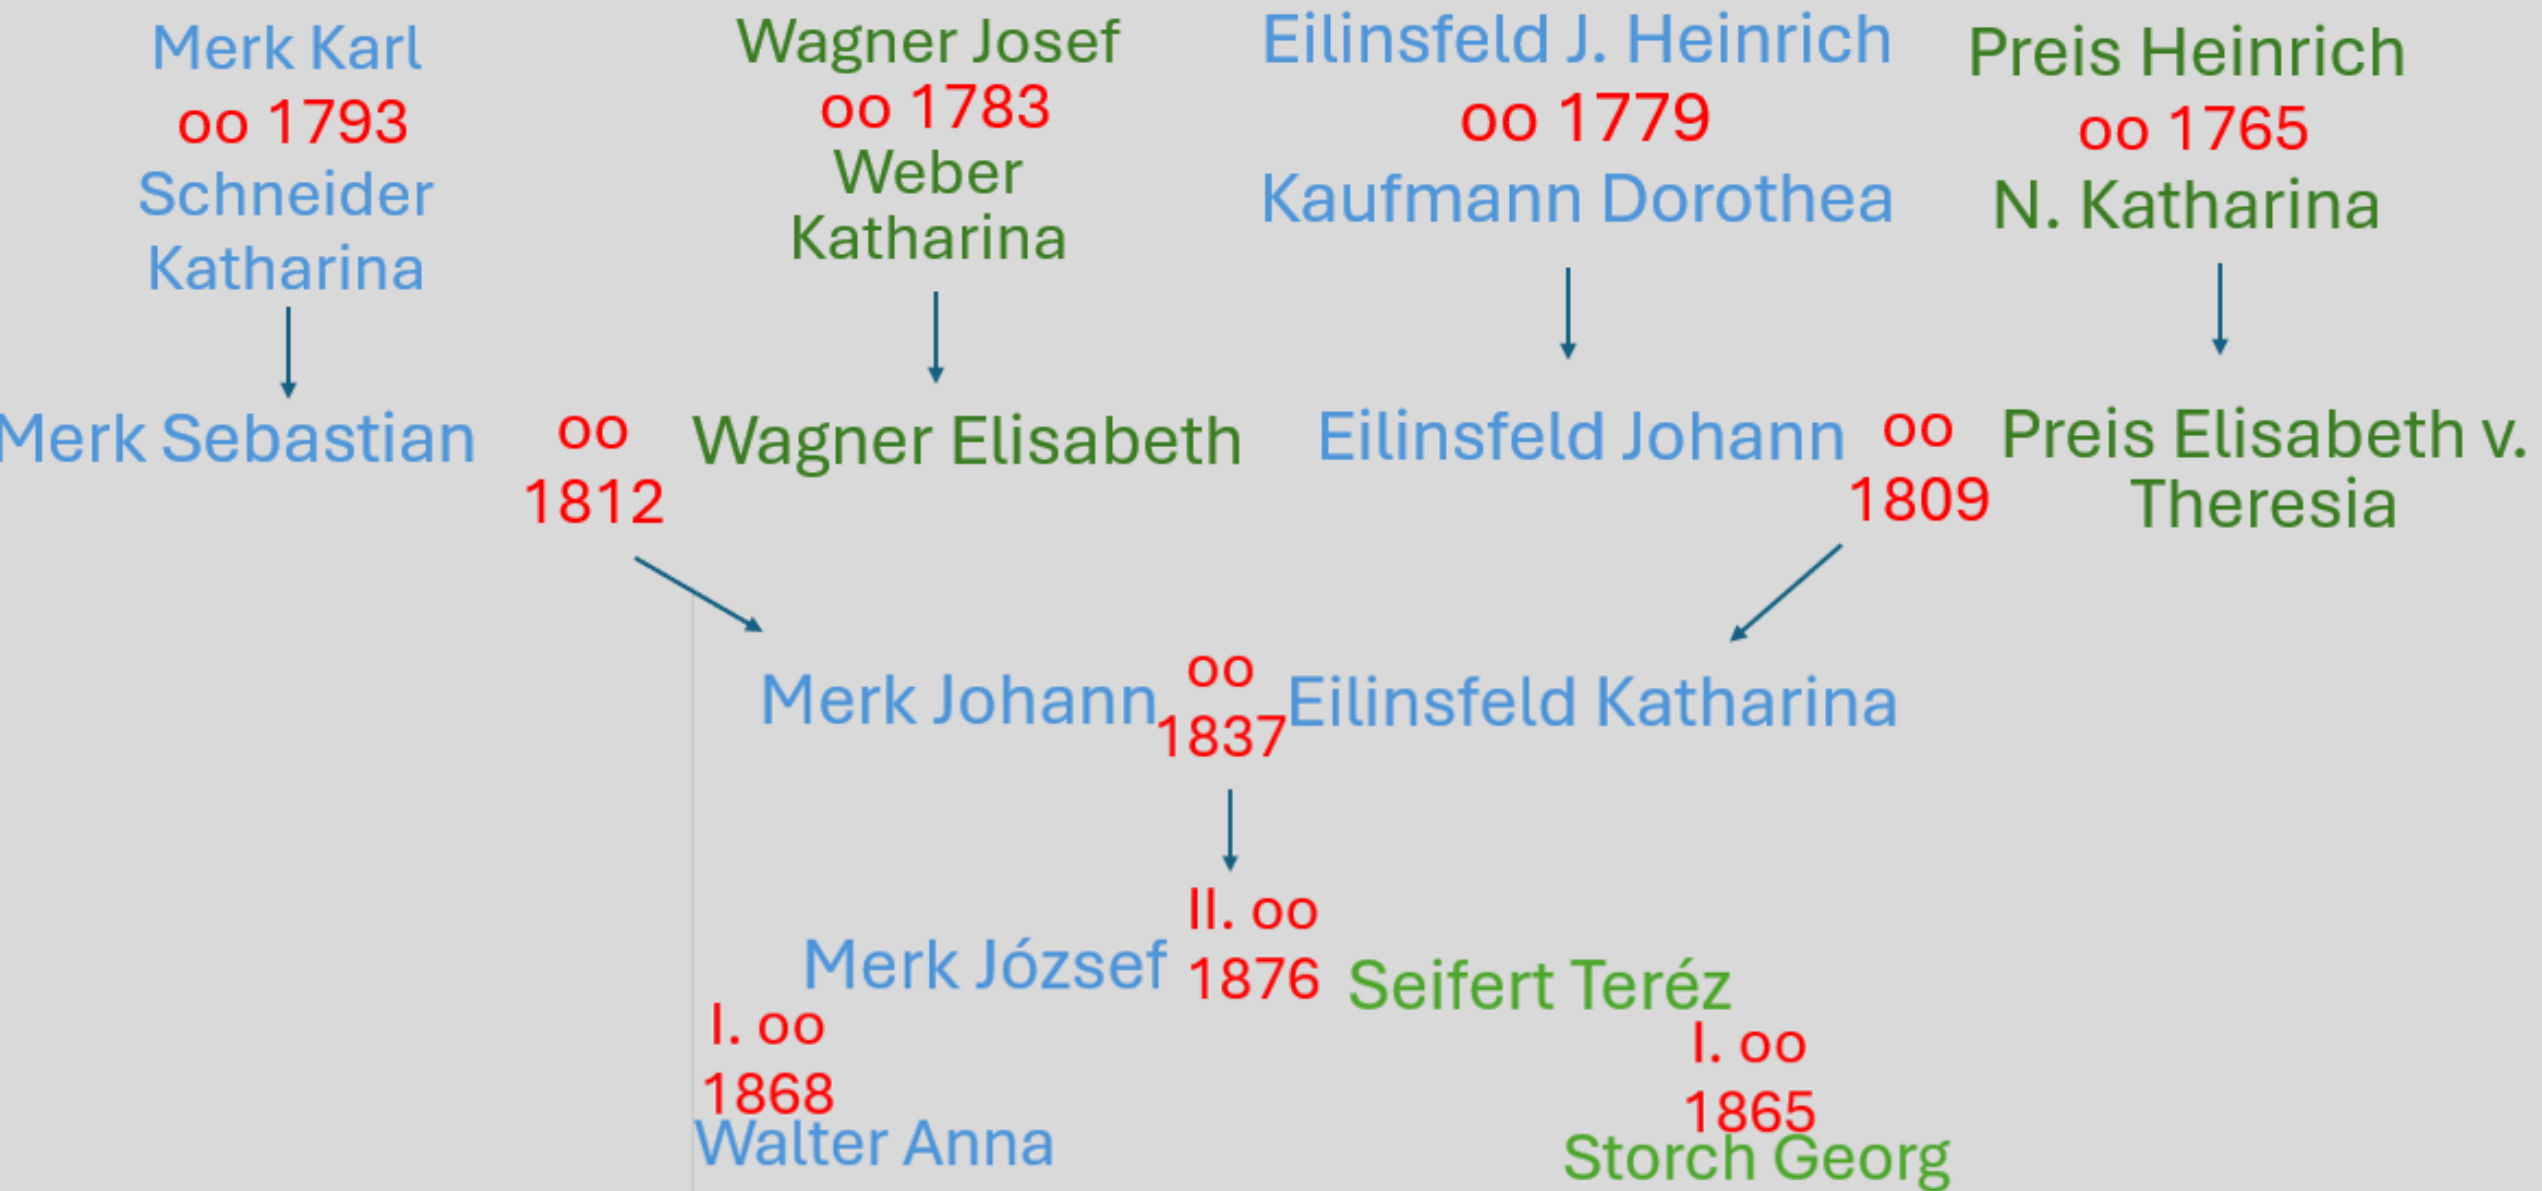 Merk Karl
oo 1793
Schneider
Katharina
Wagner Josef
oo 1783
Weber
Katharina
Eilinsfeld J. Heinrich
oo 1779
Kaufmann Dorothea
Preis Heinrich
oo 1765
N. Katharina
Merk Sebastian
oo
1812
Wagner Elisabeth
Eilinsfeld Johann
oo
1809
Preis Elisabeth v.
Theresia
Merk Johann
oo
1837
Eilinsfeld Katharina
Merk József
II. oo
1876
Seifert Teréz
I. oo
1868
Walter Anna
I. oo
1865
Storch Georg